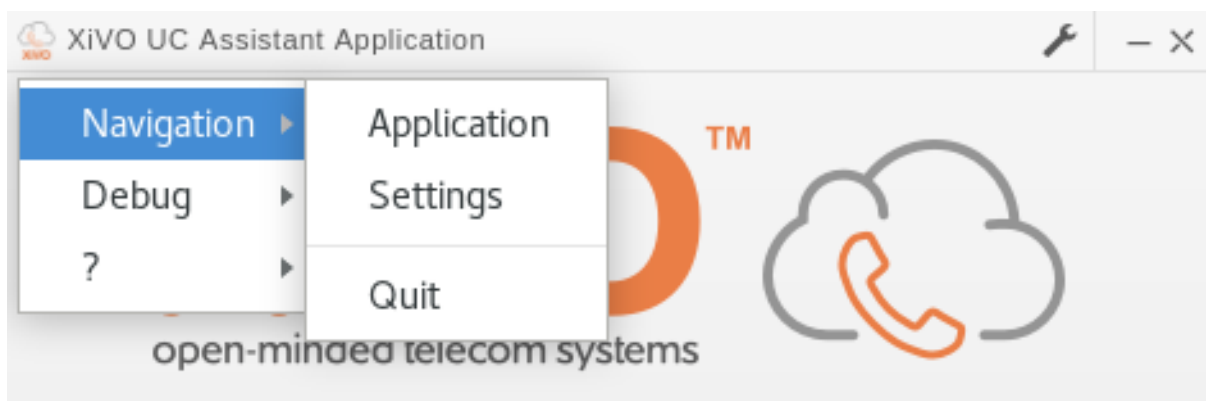 XiVO UC Assistant Application
Navigation
Debug
?
Application
Settings
Quit
TM
open-minded telecom systems